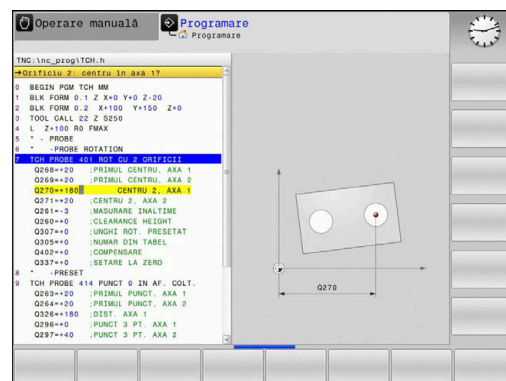 Operare manuală
Programare
Programare
TNC:\nc_prog\TCH.h
→Orificiu 2: centru în axa 1?
0 BEGIN PGM TCH MM
1 BLK FORM 0.1 Z X+0 Y+0 Z-20
2 BLK FORM 0.2 X+100 Y+150 Z+0
3 TOOL CALL 22 Z S250
4 L Z+100 R0 FMAX
5 * - PROBE
6 * -PROBE ROTATION
7 TCH PROBE 401 ROT CU 2 ORIFICII
Q268=+20 ;PRIMUL CENTRU, AXA 1
Q269=+20 ;PRIMUL CENTRU, AXA 2
Q270=+180 CENTRU 2, AXA 1
Q271=+20 ;CENTRU 2, AXA 2
Q261=-3 ;MASURARE INALTIME
Q260=+0 ;CLEARANCE HEIGHT
Q307=+0 ;UNGHI ROT. PRESETAT
Q305=+0 ;NUMAR DIN TABEL
Q402=+0 ;COMPENSARE
Q337=+0 ;SETARE LA ZERO
8 * -PRESET
9 TCH PROBE 414 PUNCT 0 IN AF. COLT.
Q263=+20 ;PRIMUL PUNCT, AXA 1
Q264=+20 ;PRIMUL PUNCT, AXA 2
Q326=+180 ;DIST. AXA 1
Q296=+0 ;PUNCT 3 PT. AXA 1
Q297=+40 ;PUNCT 3 PT. AXA 2
Q270